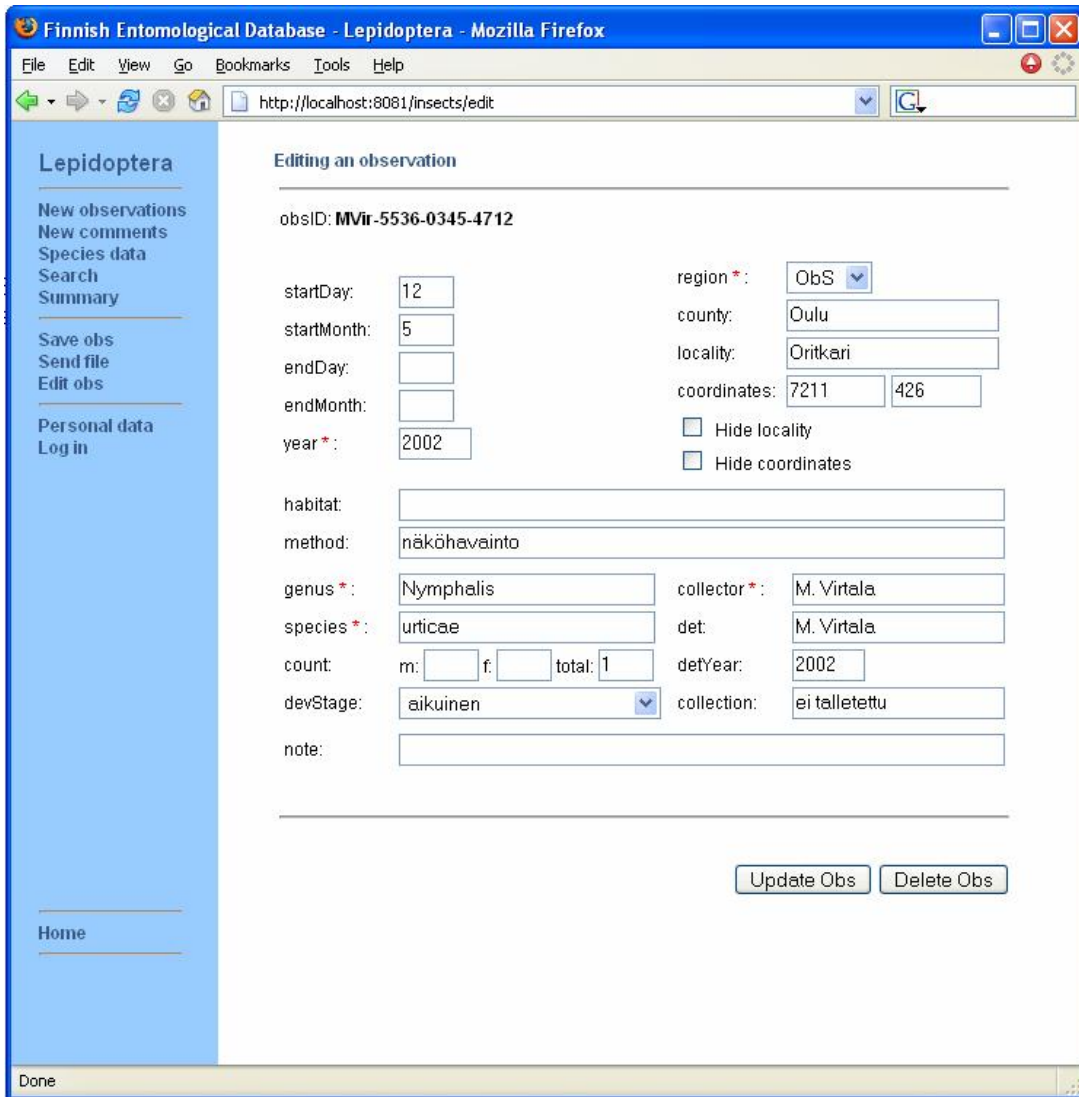 Finnish Entomological Database - Lepidoptera - Mozilla Firefox
File Edit View Go Bookmarks Tools Help
http://localhost:8081/insects/edit
G
Lepidoptera
New observations
New comments
Species data
Search
Summary
Save obs
Send file
Edit obs
Personal data
Log in
Home
Editing an observation
obsID: MVir-5536-0345-4712
startDay: 12
startMonth: 5
endDay:
endMonth:
year * : 2002
region * : ObS
county: Oulu
locality: Oritkari
coordinates: 7211 426
Hide locality
Hide coordinates
habitat:
method: näköhavainto
genus * : Nymphalis collector * : M. Virtala
species * : urticae det: M. Virtala
count: m: f: total: 1 detYear: 2002
devStage: aikuinen collection: ei talletettu
note:
Update Obs Delete Obs
Done